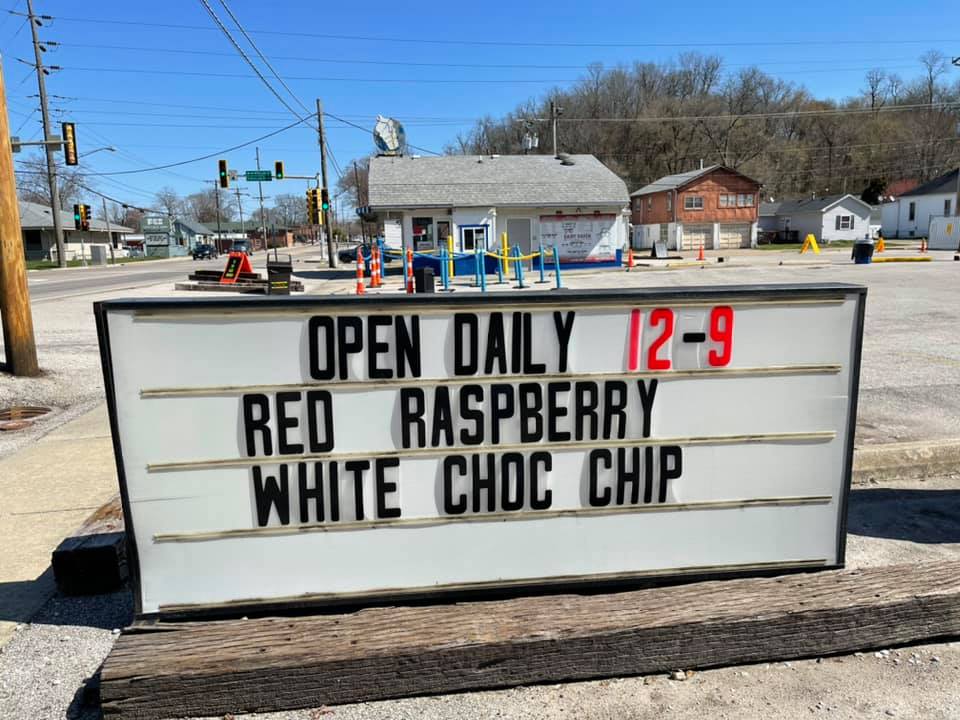 OPEN DAILY 12-9
RED RASPBERRY
WHITE CHOC CHIP